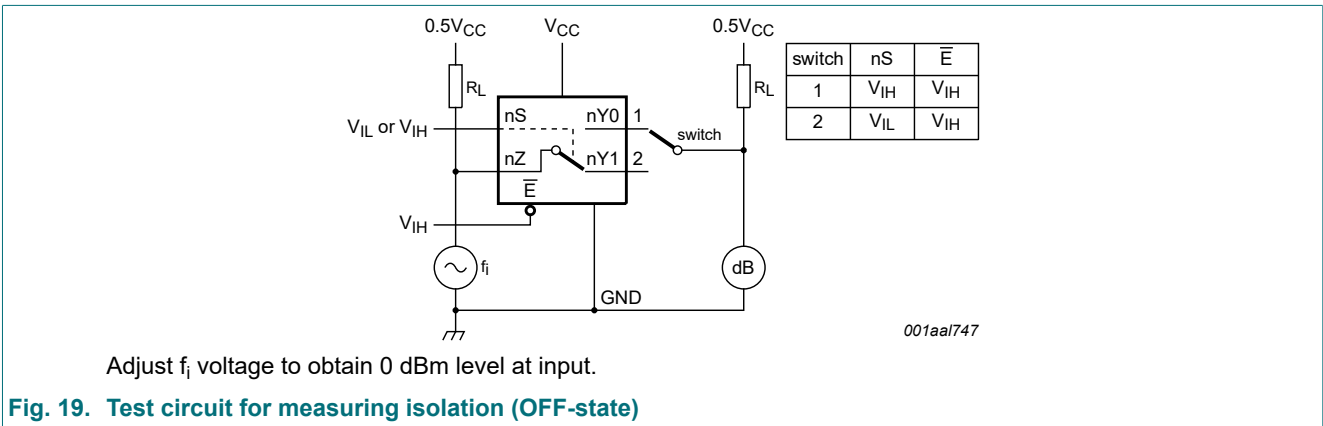 0.5VCC VCC 0.5VCC
switch nS E
RL RL
1 VIH VIH
nS nY0 1
VIL or VIH switch
2 VIL VIH
nZ nY1 2
E
VIH
fi dB
GND
001aal747
Adjust fi voltage to obtain 0 dBm level at input.
Fig. 19. Test circuit for measuring isolation (OFF-state)